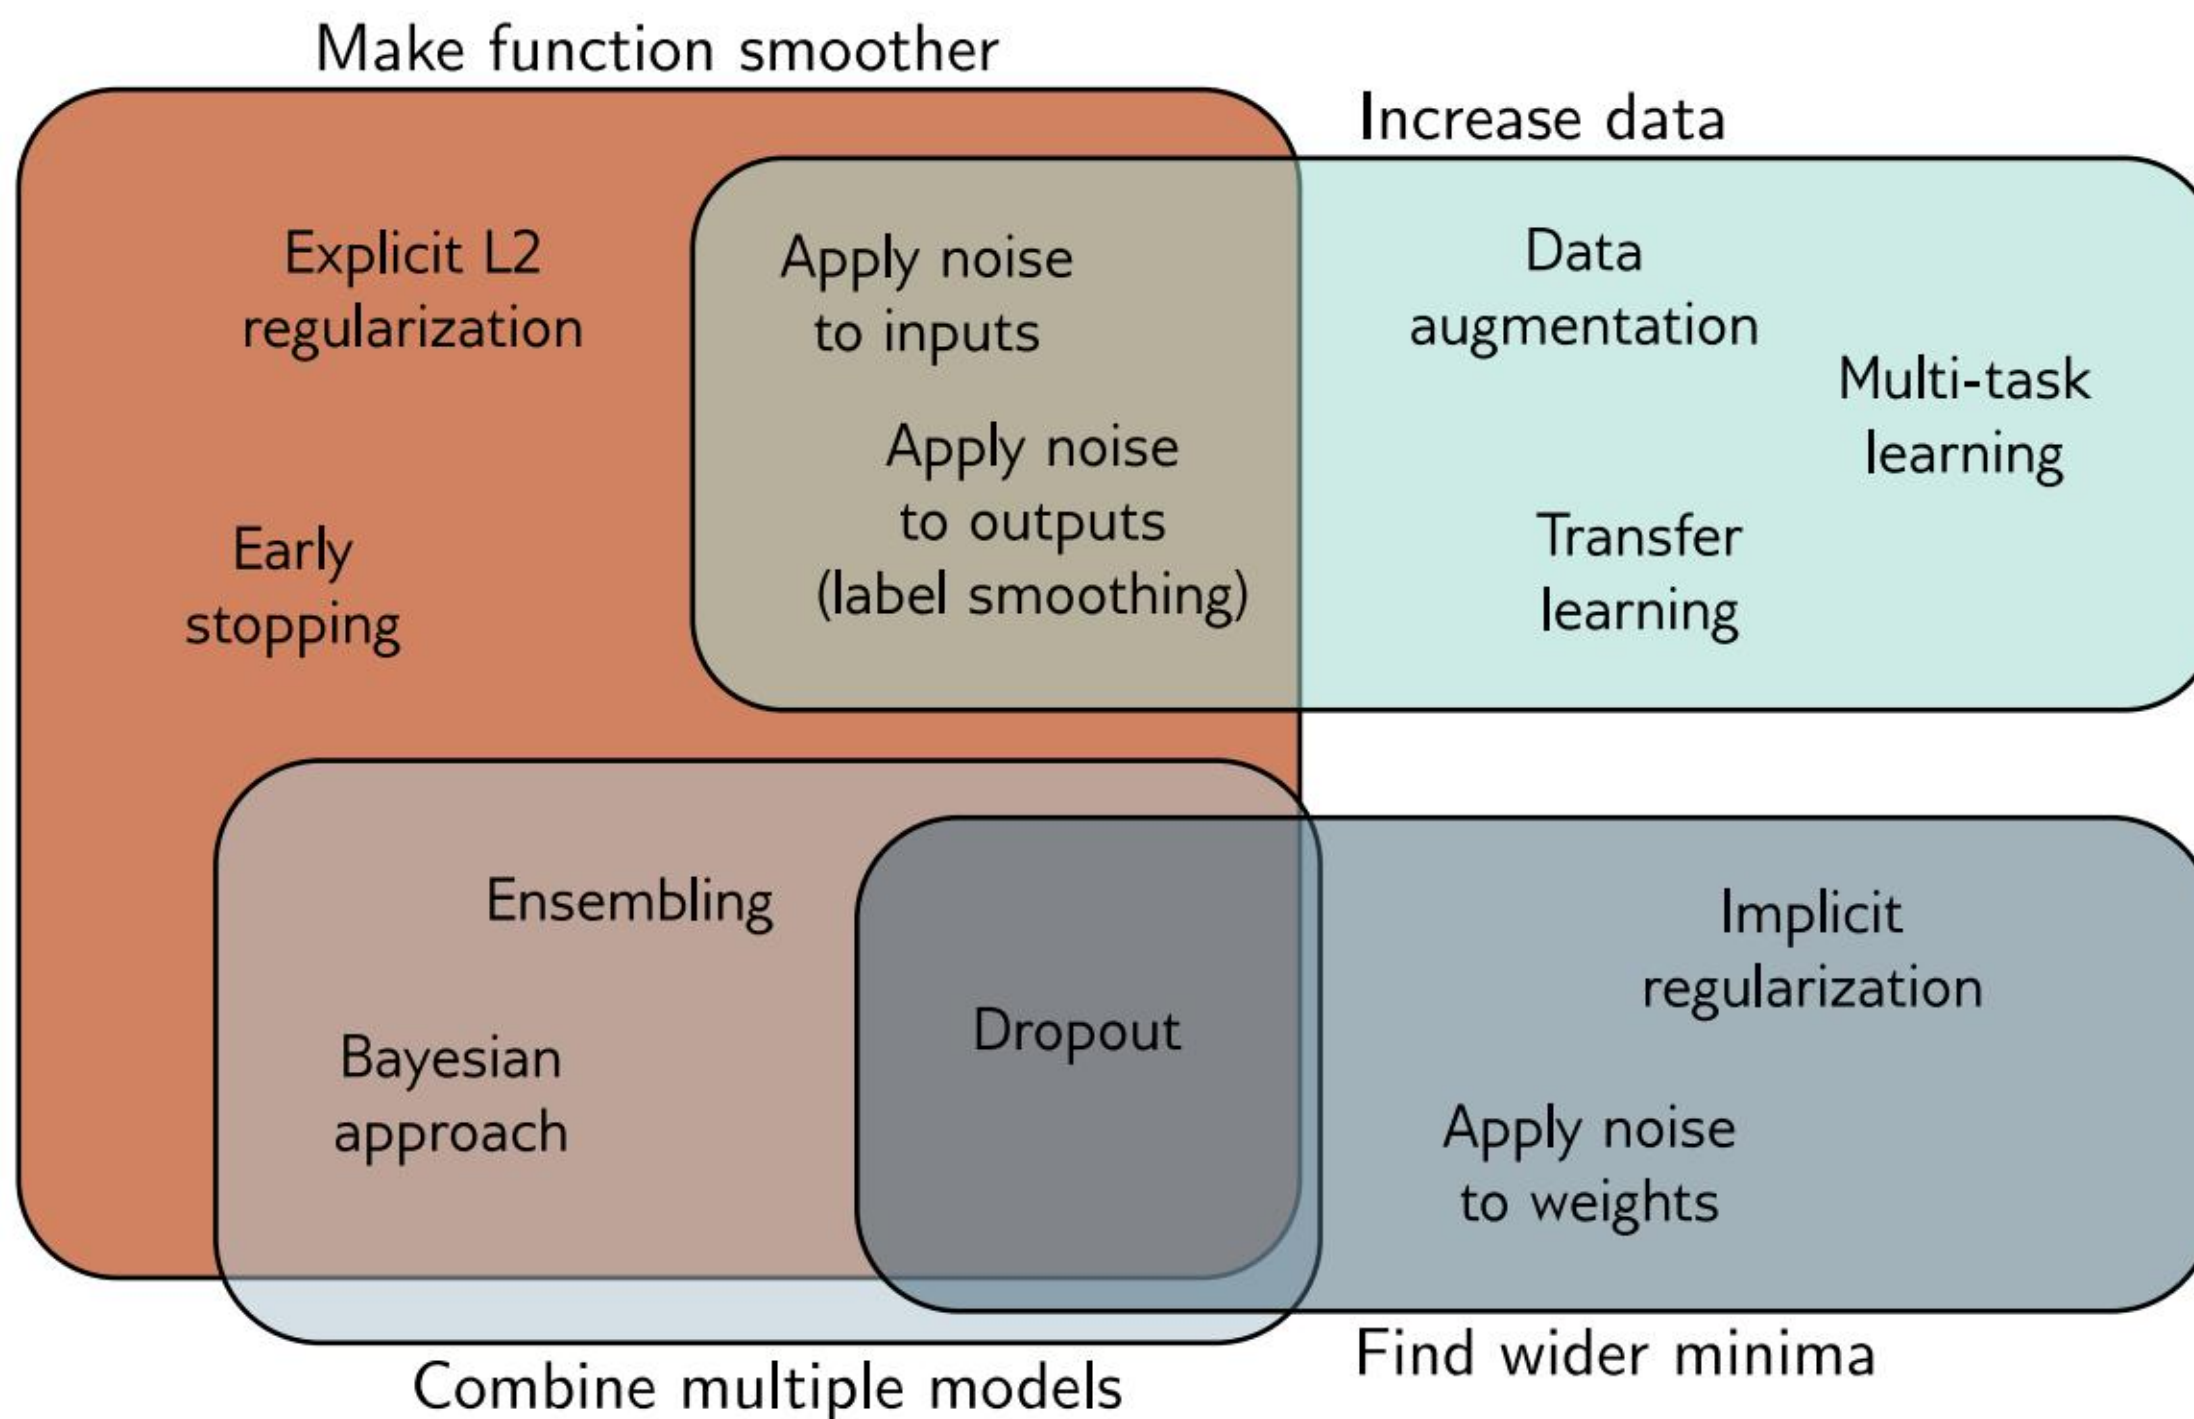 Make function smoother
Increase data
Explicit L2
regularization
Apply noise
to inputs
Data
augmentation
Multi-task
learning
Early
stopping
Apply noise
to outputs
(label smoothing)
Transfer
learning
Ensembling
Bayesian
approach
Dropout
Implicit
regularization
Apply noise
to weights
Combine multiple models
Find wider minima